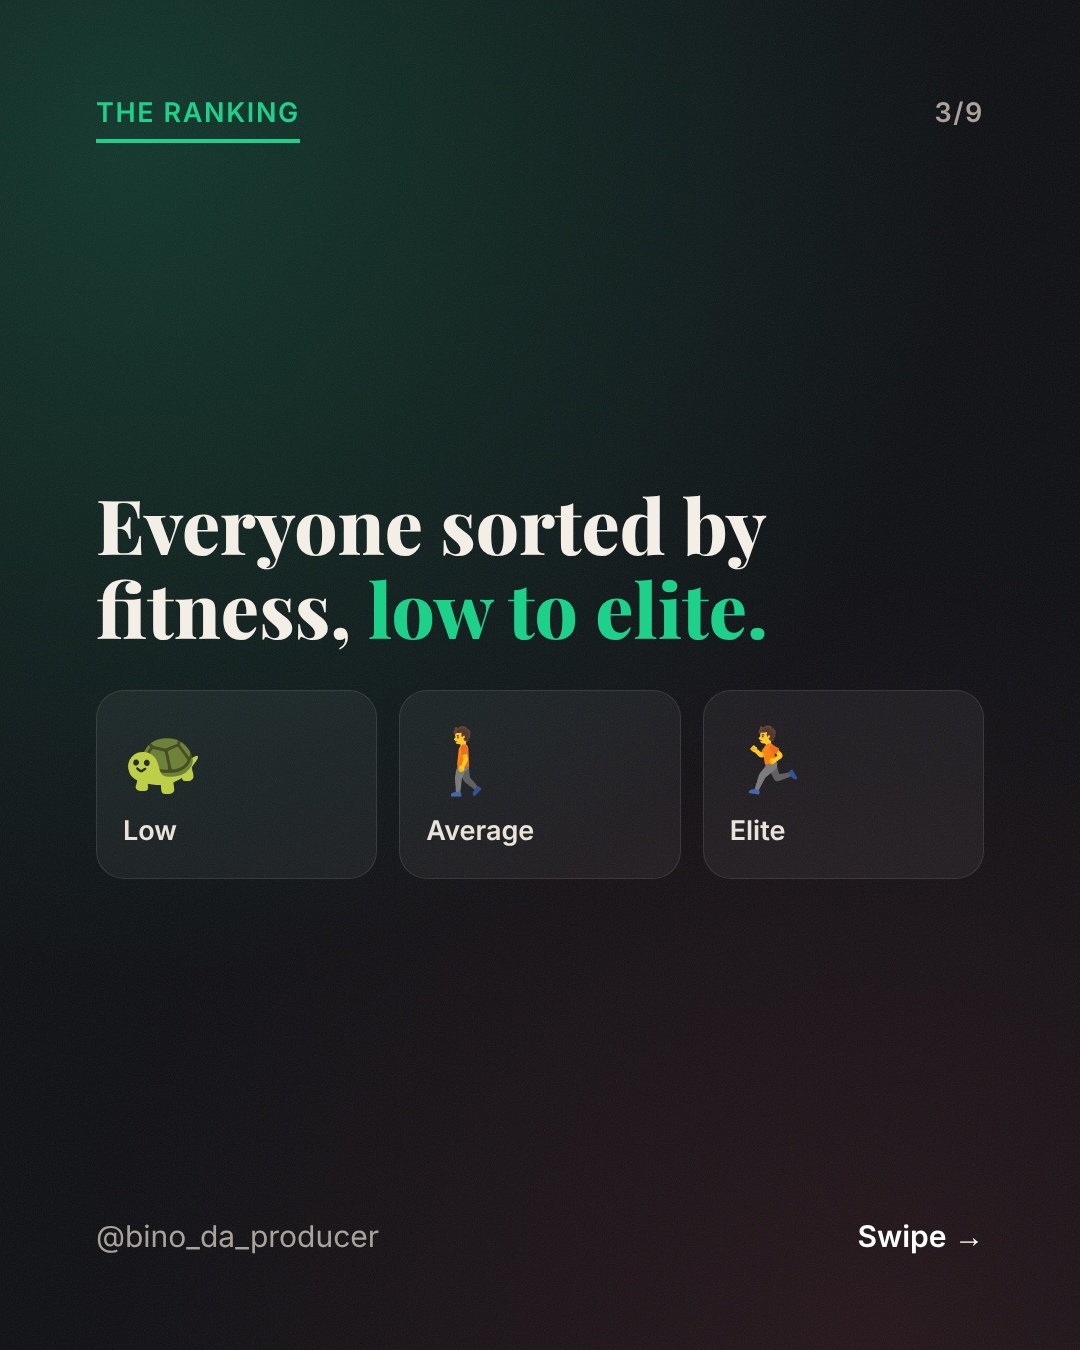 THE RANKING
3/9
Everyone sorted by
fitness, low to elite.
Low
Average
Elite
@bino_da_producer
Swipe →